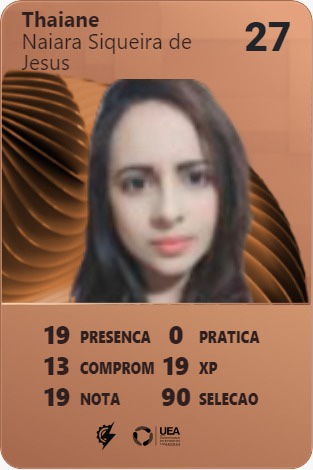 Thaiane
27
Naiara Siqueira de
Jesus
19 PRESENCA 0 PRATICA
13 COMPROM 19 XP
19 NOTA 90 SELECAO
UEA